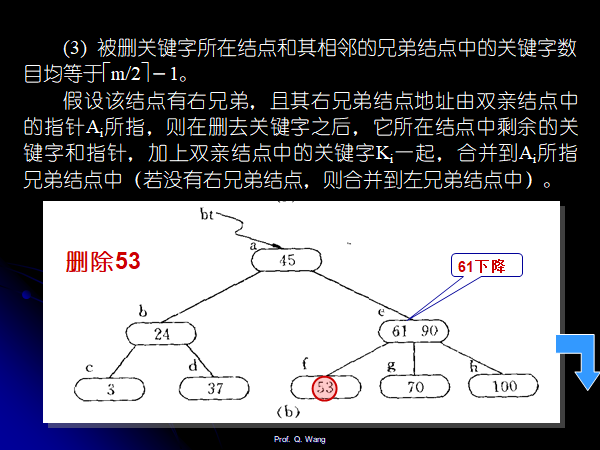 (3) 被删关键字所在结点和其相邻的兄弟结点中的关键字数
目均等于⌈m/2⌉－1。
假设该结点有右兄弟，且其右兄弟结点地址由双亲结点中
的指针Ai所指，则在删去关键字之后，它所在结点中剩余的关
键字和指针，加上双亲结点中的关键字Ki一起，合并到Ai所指
兄弟结点中（若没有右兄弟结点，则合并到左兄弟结点中）。
bt
a
45
删除53
61下降
b
24
e
61 90
c
3
d
37
f
53
g
70
h
100
(b)
Prof. Q. Wang